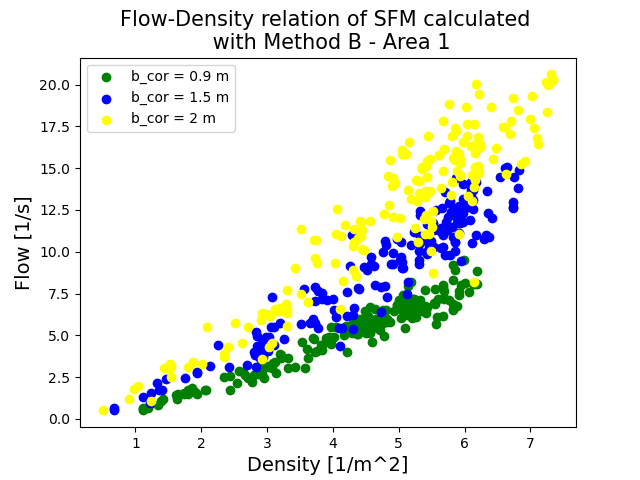 Flow-Density relation of SFM calculated
with Method B - Area 1
b_cor = 0.9 m
b_cor = 1.5 m
b_cor = 2 m
20.0
17.5
15.0
12.5
10.0
7.5
5.0
2.5
0.0
Flow [1/s]
1 2 3 4 5 6 7
Density [1/m^2]